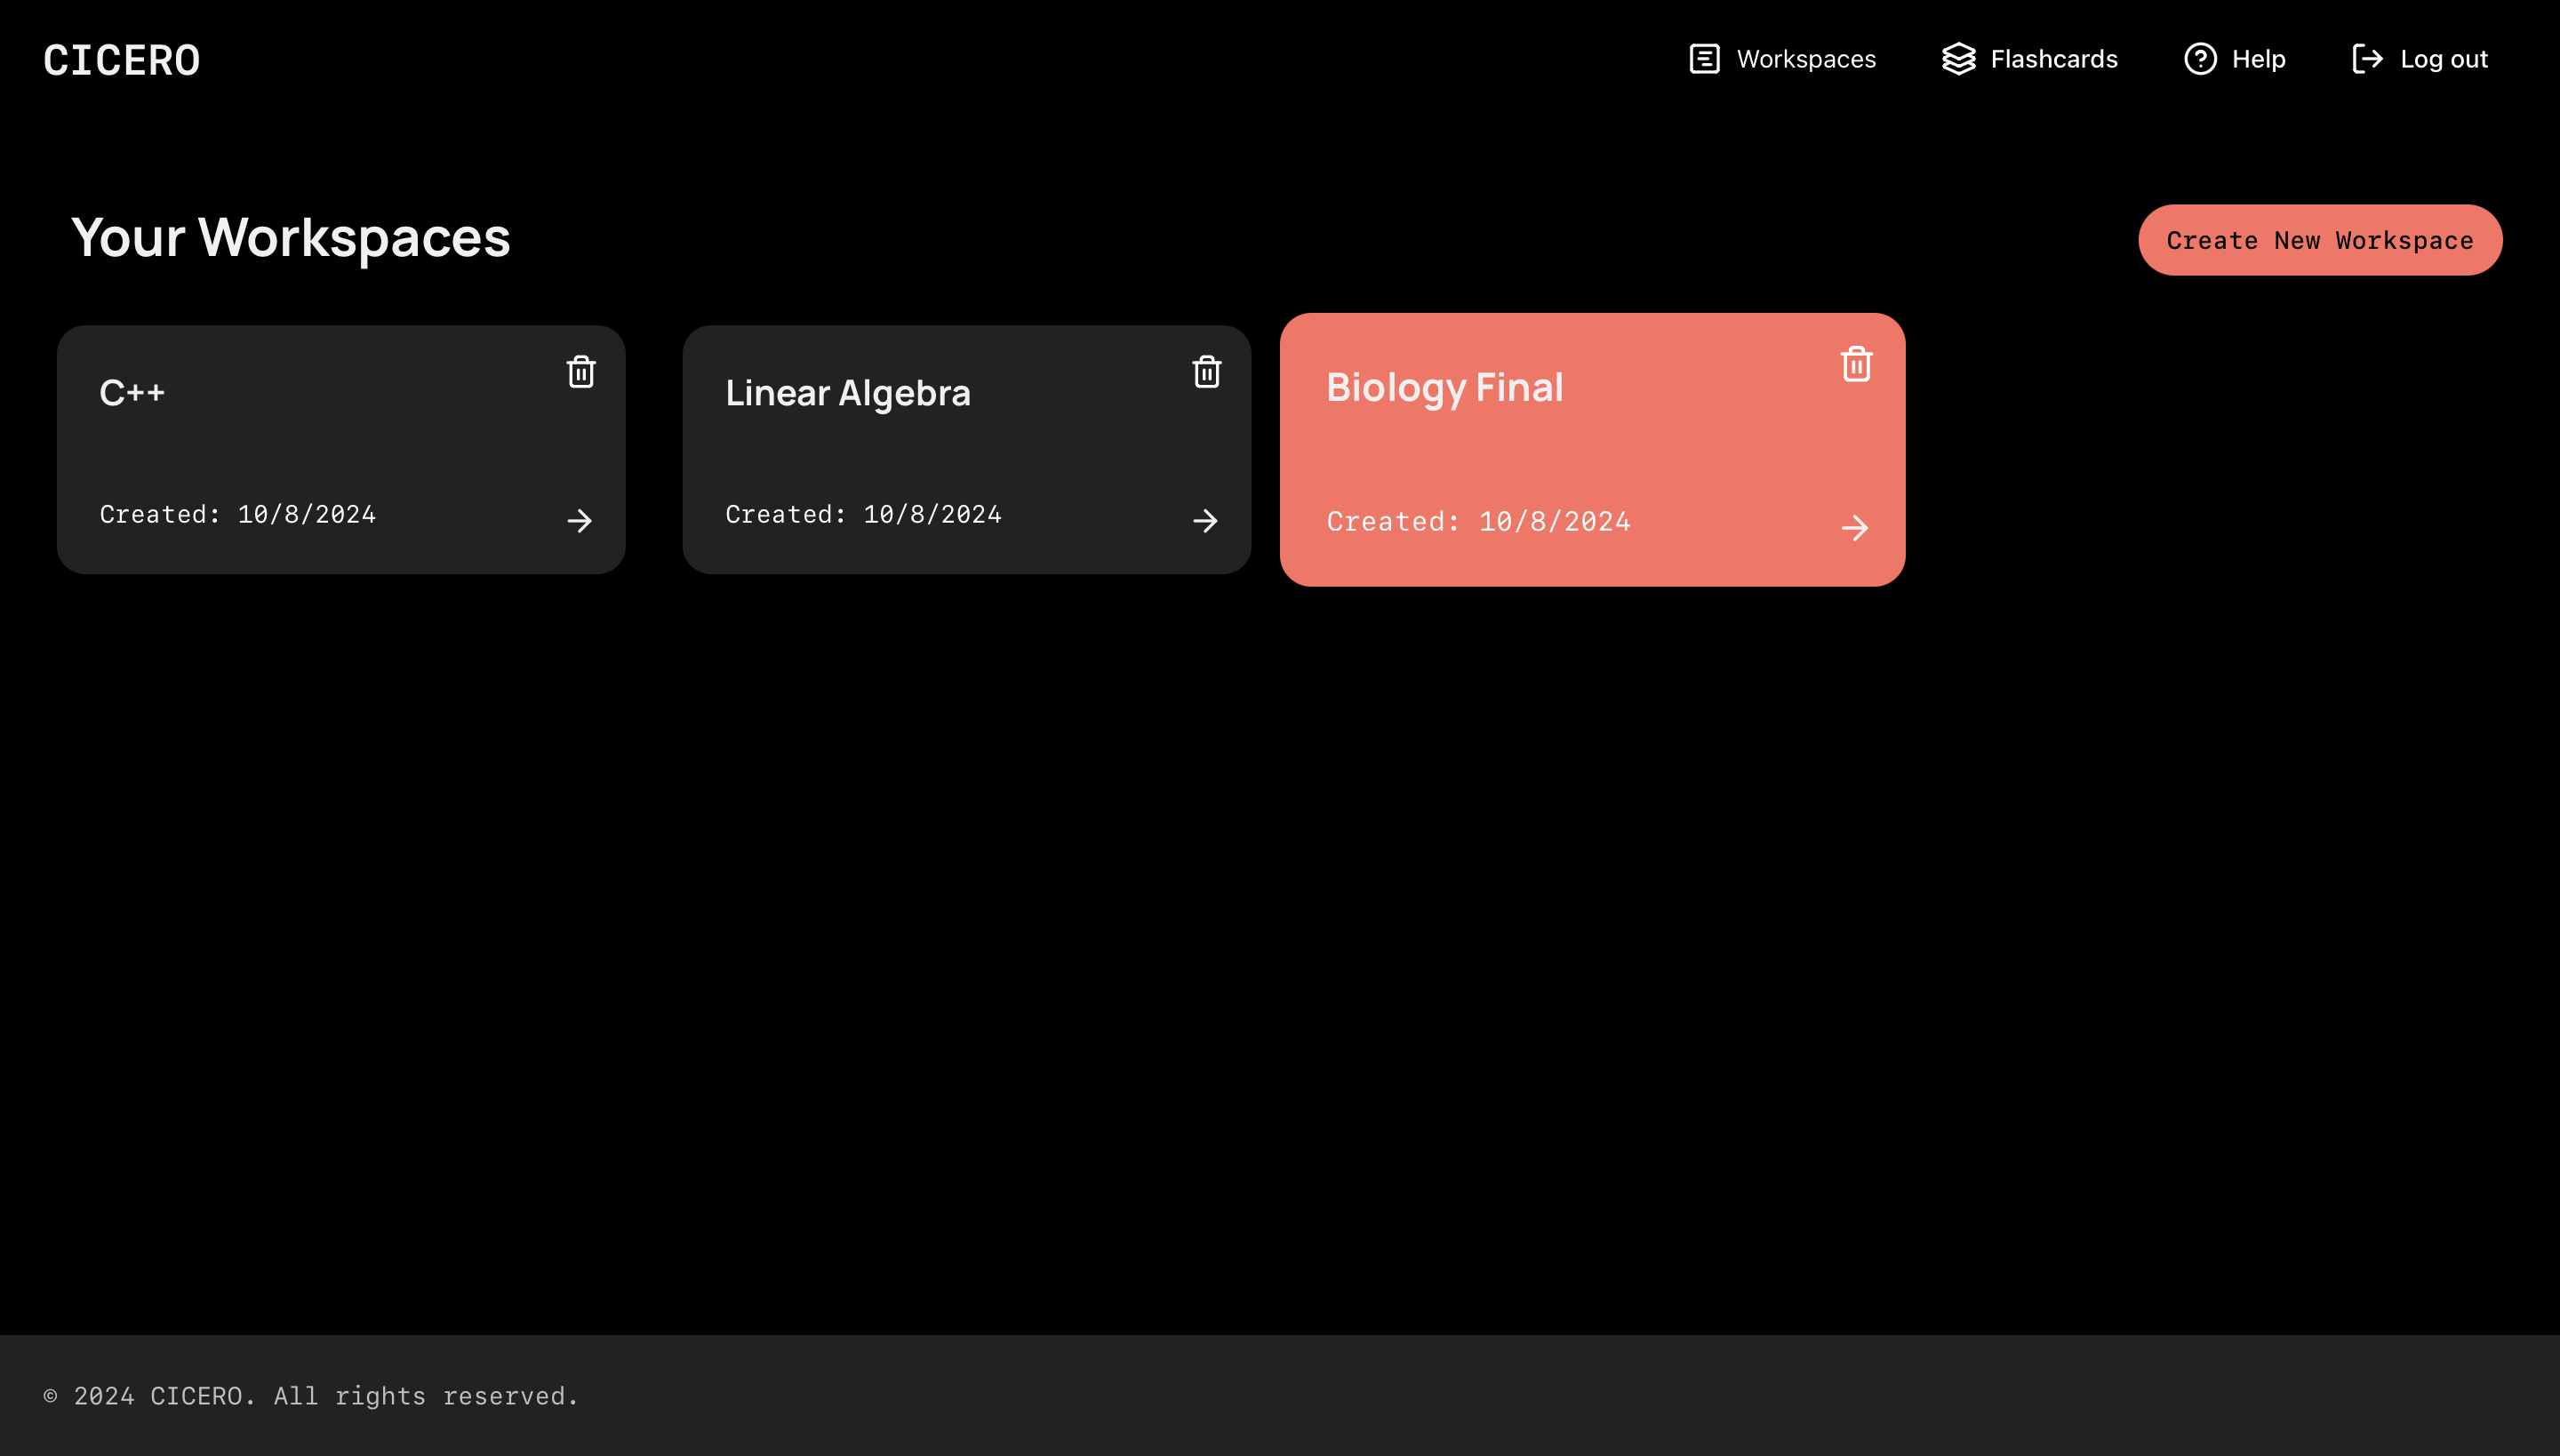 CICERO
Workspaces
Flashcards
Help
Log out
Your Workspaces
Create New Workspace
C++
Created: 10/8/2024
Linear Algebra
Created: 10/8/2024
Biology Final
Created: 10/8/2024
© 2024 CICERO. All rights reserved.